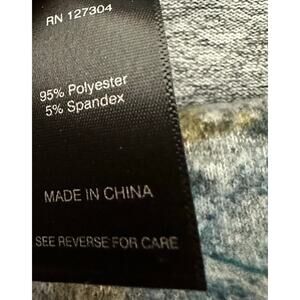 RN 127304
95% Polyester
5% Spandex
MADE IN CHINA
SEE REVERSE FOR CARE